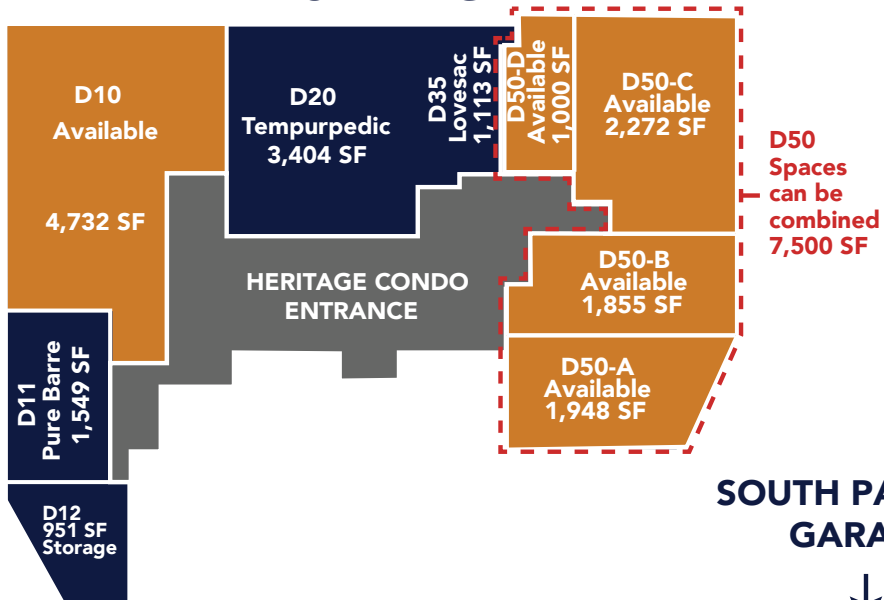 D10
Available
4,732 SF
D20
Tempurpedic
3,404 SF
D35
Lovesac
1,113 SF
D50-D
Available
1,000 SF
D50-C
Available
2,272 SF
D50
Spaces
can be
combined
7,500 SF
HERITAGE CONDO
ENTRANCE
D50-B
Available
1,855 SF
D50-A
Available
1,948 SF
D11
Pure Barre
1,549 SF
D12
951 SF
Storage
SOUTH